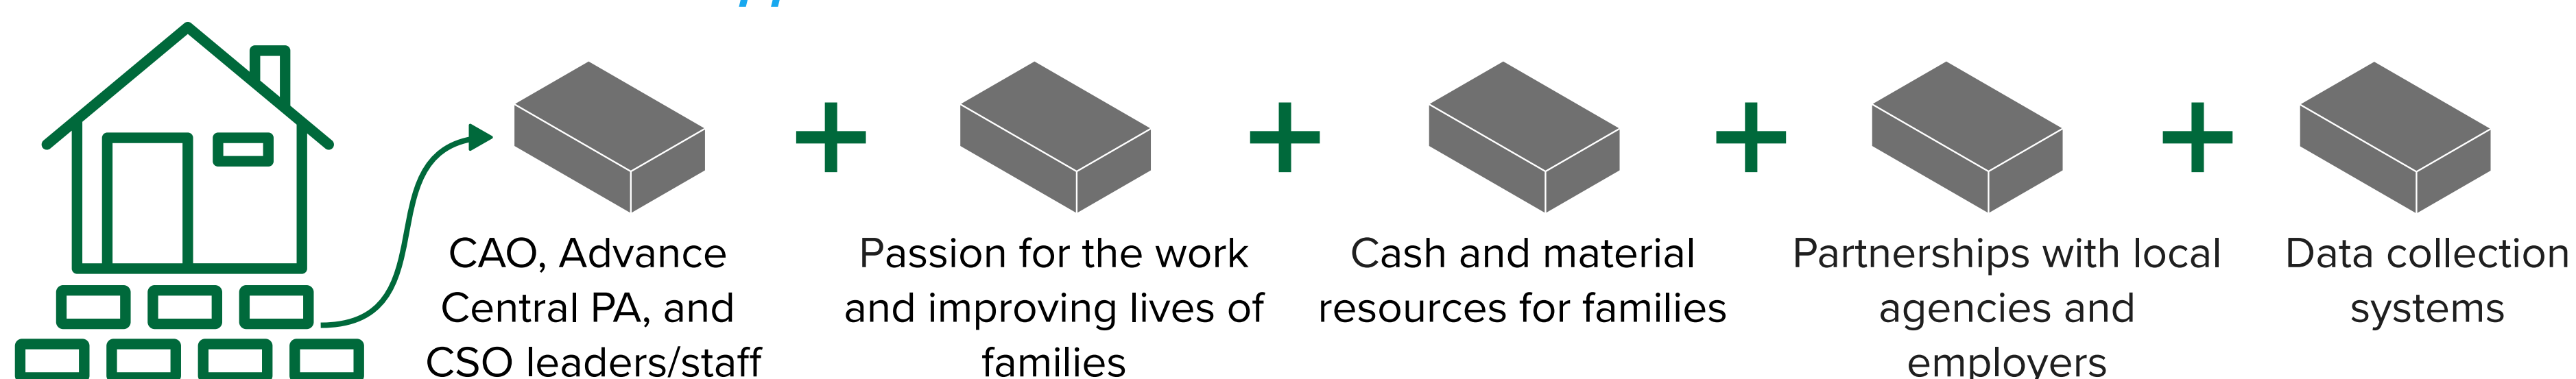 CAO, Advance
Central PA, and
CSO leaders/staff
Passion for the work
and improving lives of
families
Cash and material
resources for families
Partnerships with local
agencies and
employers
Data collection
systems